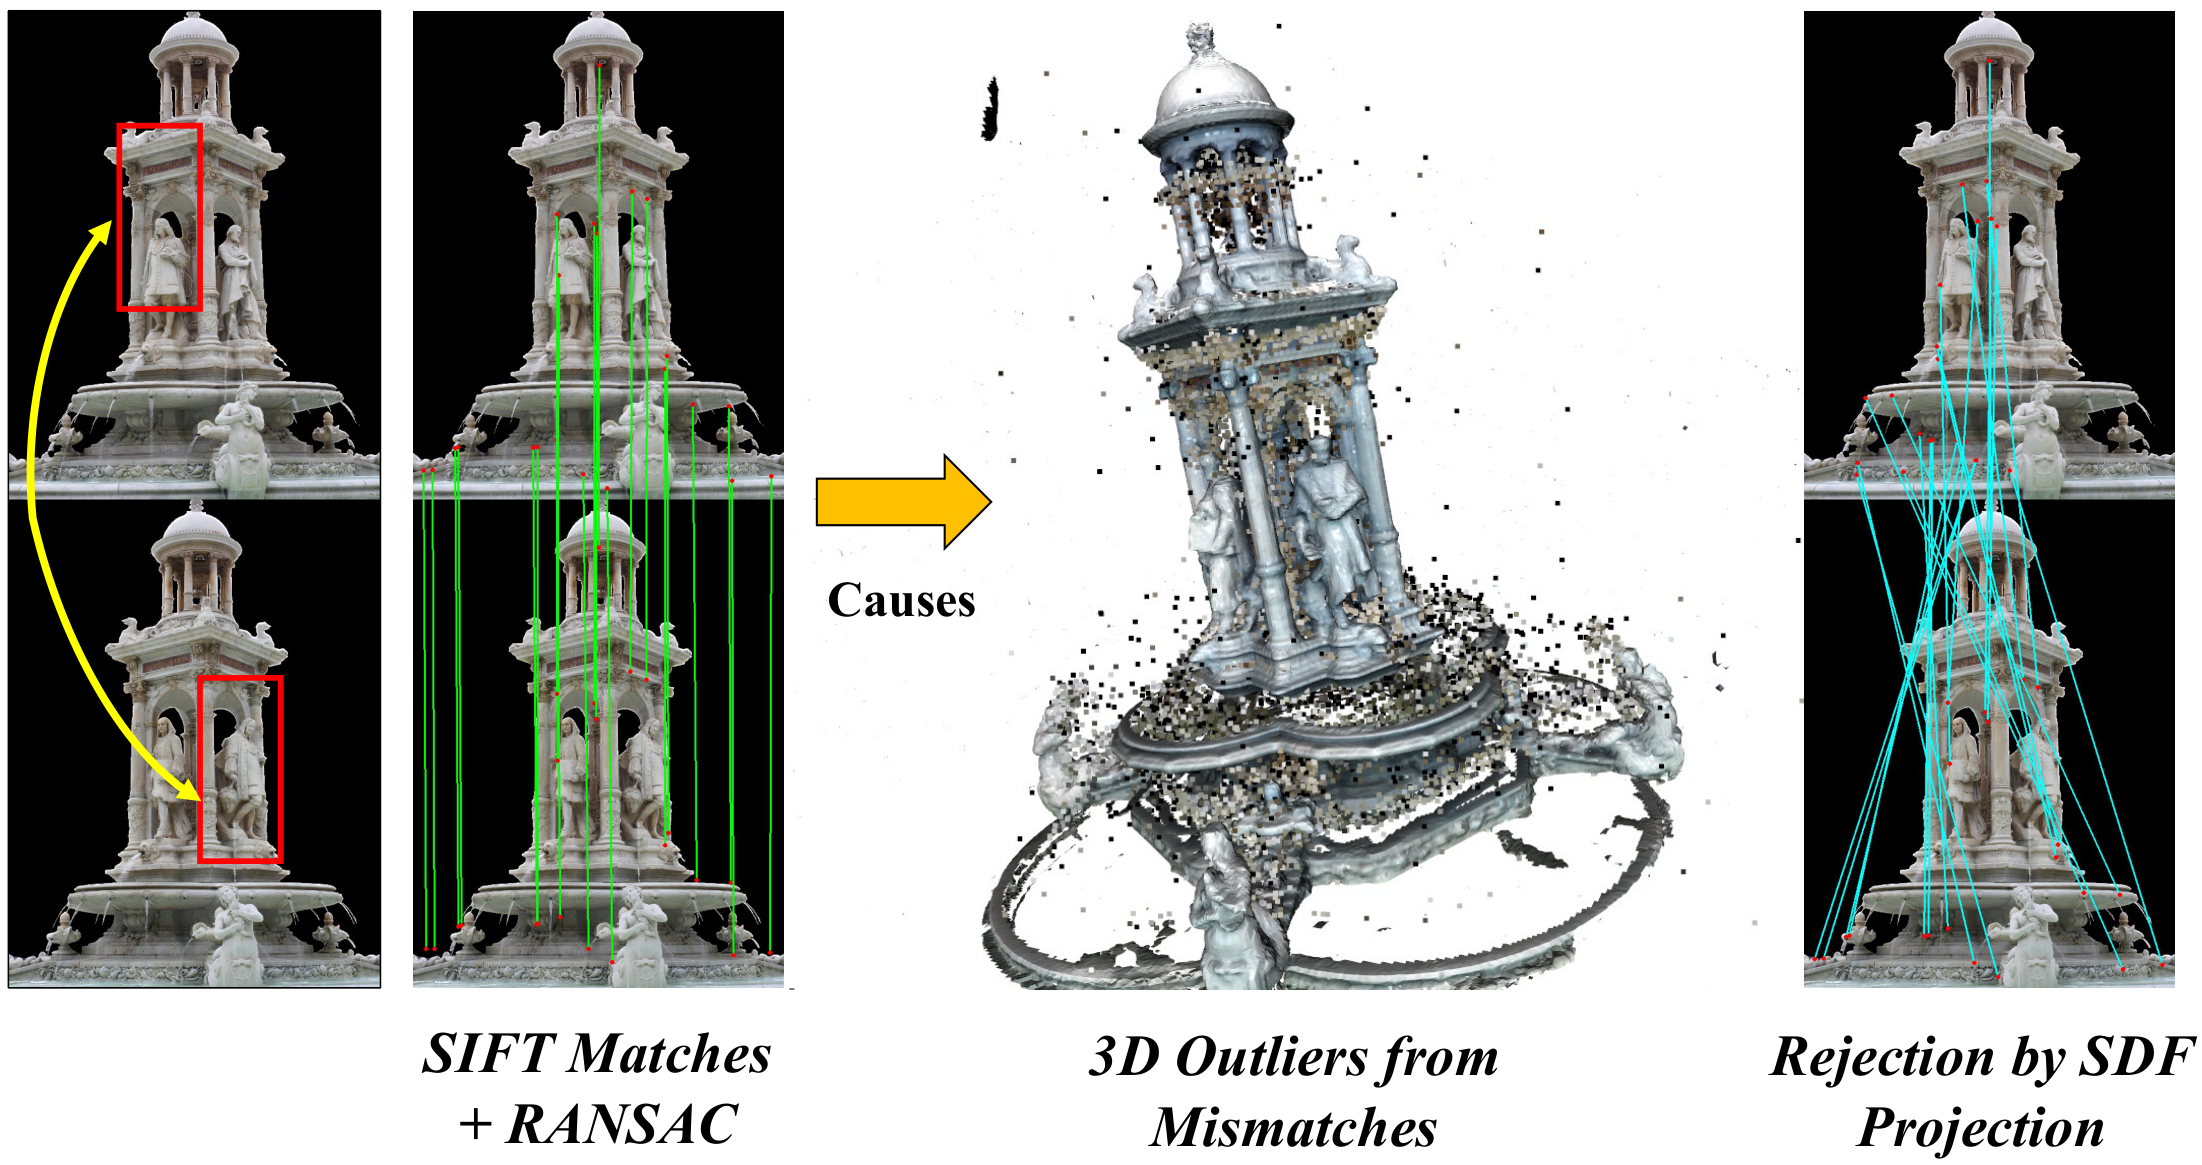 Causes
SIFT Matches
+ RANSAC
3D Outliers from
Mismatches
Rejection by SDF
Projection